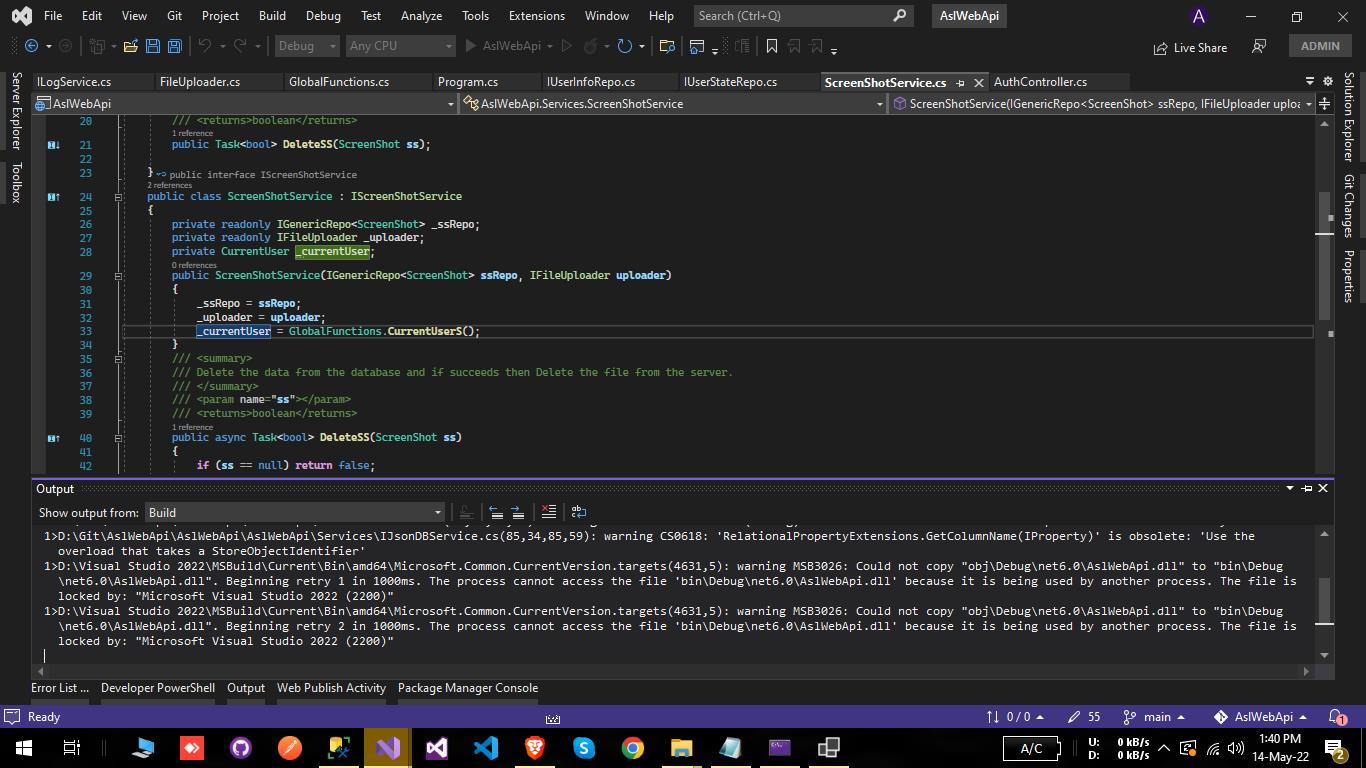 File Edit View Git Project Build Debug Test Analyze Tools Extensions Window Help Search (Ctrl+Q) AslWebApi A
Debug Any CPU AslWebApi Live Share ADMIN
ILogService.cs FileUploader.cs GlobalFunctions.cs Program.cs IUserInfoRepo.cs IUserStateRepo.cs ScreenShotService.cs AuthController.cs
AslWebApi AslWebApi.Services.ScreenShotService ScreenShotService(IGenericRepo<ScreenShot> ssRepo, IFileUploader uploa
Server Explorer
Toolbox
Solution Explorer
Git Changes
Properties
20 /// <returns>boolean</returns>
1 reference
21 public Task<bool> DeleteSS(ScreenShot ss);
22
23 } public interface IScreenShotService
2 references
24 public class ScreenShotService : IScreenShotService
25 {
26 private readonly IGenericRepo<ScreenShot> _ssRepo;
27 private readonly IFileUploader _uploader;
28 private CurrentUser _currentUser;
0 references
29 public ScreenShotService(IGenericRepo<ScreenShot> ssRepo, IFileUploader uploader)
30 {
31 _ssRepo = ssRepo;
32 _uploader = uploader;
33 _currentUser = GlobalFunctions.CurrentUserS();
34 }
35 /// <summary>
36 /// Delete the data from the database and if succeeds then Delete the file from the server.
37 /// </summary>
38 /// <param name="ss"></param>
39 /// <returns>boolean</returns>
1 reference
40 public async Task<bool> DeleteSS(ScreenShot ss)
41 {
42 if (ss == null) return false;
Output
Show output from: Build
1>D:\Git\AslWebApi\AslWebApi\AslWebApi\Services\IJsonDBService.cs(85,34,85,59): warning CS0618: 'RelationalPropertyExtensions.GetColumnName(IProperty)' is obsolete: 'Use the
overload that takes a StoreObjectIdentifier'
1>D:\Visual Studio 2022\MSBuild\Current\Bin\amd64\Microsoft.Common.CurrentVersion.targets(4631,5): warning MSB3026: Could not copy "obj\Debug\net6.0\AslWebApi.dll" to "bin\Debug
\net6.0\AslWebApi.dll". Beginning retry 1 in 1000ms. The process cannot access the file 'bin\Debug\net6.0\AslWebApi.dll' because it is being used by another process. The file is
locked by: "Microsoft Visual Studio 2022 (2200)"
1>D:\Visual Studio 2022\MSBuild\Current\Bin\amd64\Microsoft.Common.CurrentVersion.targets(4631,5): warning MSB3026: Could not copy "obj\Debug\net6.0\AslWebApi.dll" to "bin\Debug
\net6.0\AslWebApi.dll". Beginning retry 2 in 1000ms. The process cannot access the file 'bin\Debug\net6.0\AslWebApi.dll' because it is being used by another process. The file is
locked by: "Microsoft Visual Studio 2022 (2200)"
Error List ... Developer PowerShell Output Web Publish Activity Package Manager Console
Ready 0 / 0 55 main AslWebApi 1
A/C U: 0 kB/s 1:40 PM
D: 0 kB/s 14-May-22 2